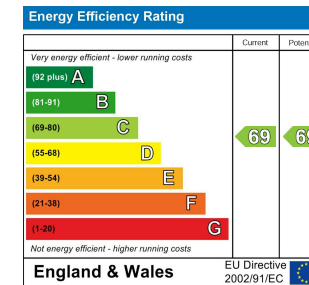 Energy Efficiency Rating
Current
Very energy efficient - lower running costs
(92 plus) A
(81-91) B
(69-80) C
69
(55-68) D
(39-54) E
(21-38) F
(1-20) G
Not energy efficient - higher running costs
England & Wales
EU Directive
2002/91/EC